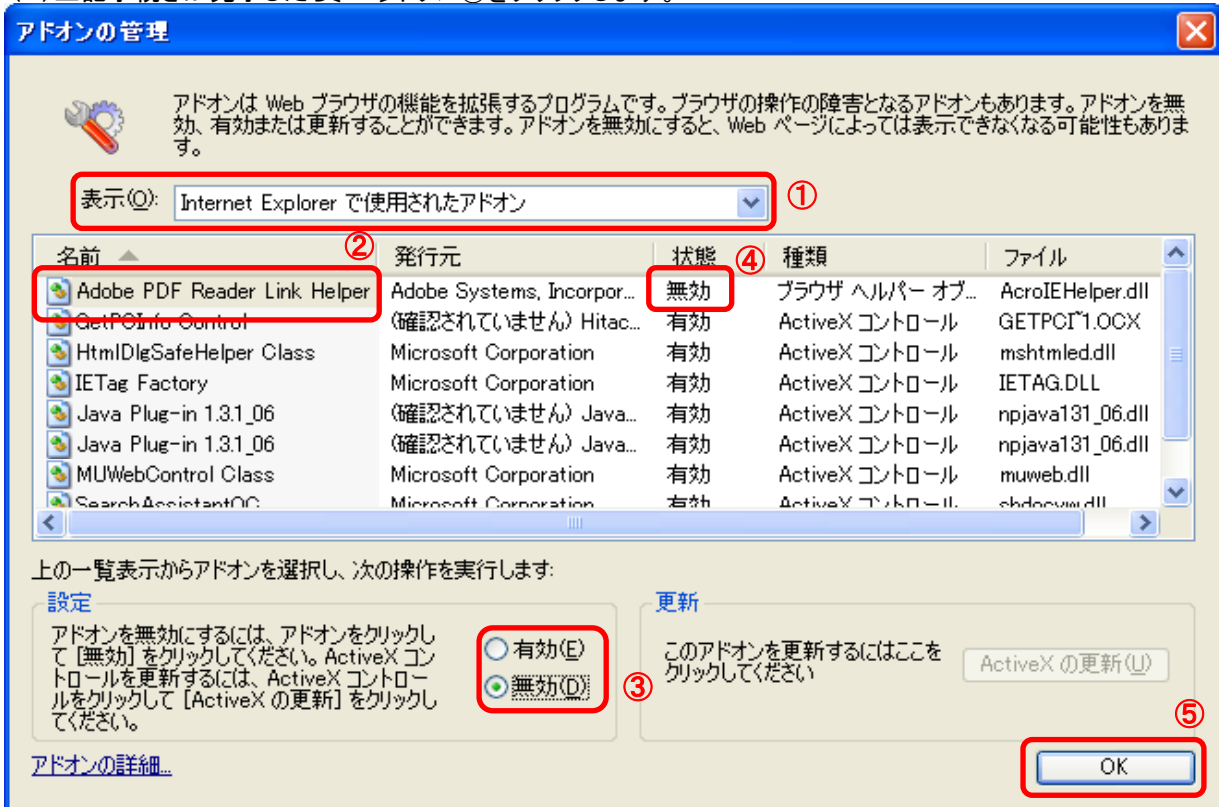 アドオンの管理
アドオンは Web ブラウザの機能を拡張するプログラムです。ブラウザの操作の障害となるアドオンもあります。アドオンを無
効、有効または更新することができます。アドオンを無効にすると、Web ページによっては表示できなくなる可能性もありま
す。
表示(O): Internet Explorer で使用されたアドオン ①
名前 ② 発行元 状態 ④ 種類 ファイル
Adobe PDF Reader Link Helper Adobe Systems, Incorpor... 無効 ブラウザ ヘルパー オブ... AcroIEHelper.dll
GetPCInfo Control (確認されていません) Hitac... 有効 ActiveX コントロール GETPCI~1.OCX
HtmlDlgSafeHelper Class Microsoft Corporation 有効 ActiveX コントロール mshtmled.dll
IETag Factory Microsoft Corporation 有効 ActiveX コントロール IETAG.DLL
Java Plug-in 1.3.1_06 (確認されていません) Java... 有効 ActiveX コントロール npjava131_06.dll
Java Plug-in 1.3.1_06 (確認されていません) Java... 有効 ActiveX コントロール npjava131_06.dll
MUWebControl Class Microsoft Corporation 有効 ActiveX コントロール muweb.dll
SearchAssistantOC Microsoft Corporation 有効 ActiveX コントロール shdocvw.dll
上の一覧表示からアドオンを選択し、次の操作を実行します:
設定
アドオンを無効にするには、アドオンをクリックし
て [無効] をクリックしてください。ActiveX コン
トロールを更新するには、ActiveX コントロー
ルをクリックして [ActiveX の更新] をクリックし
てください。
有効(E)
無効(D) ③
更新
このアドオンを更新するにはここを
クリックしてください
ActiveX の更新(U)
⑤
アドオンの詳細...
OK